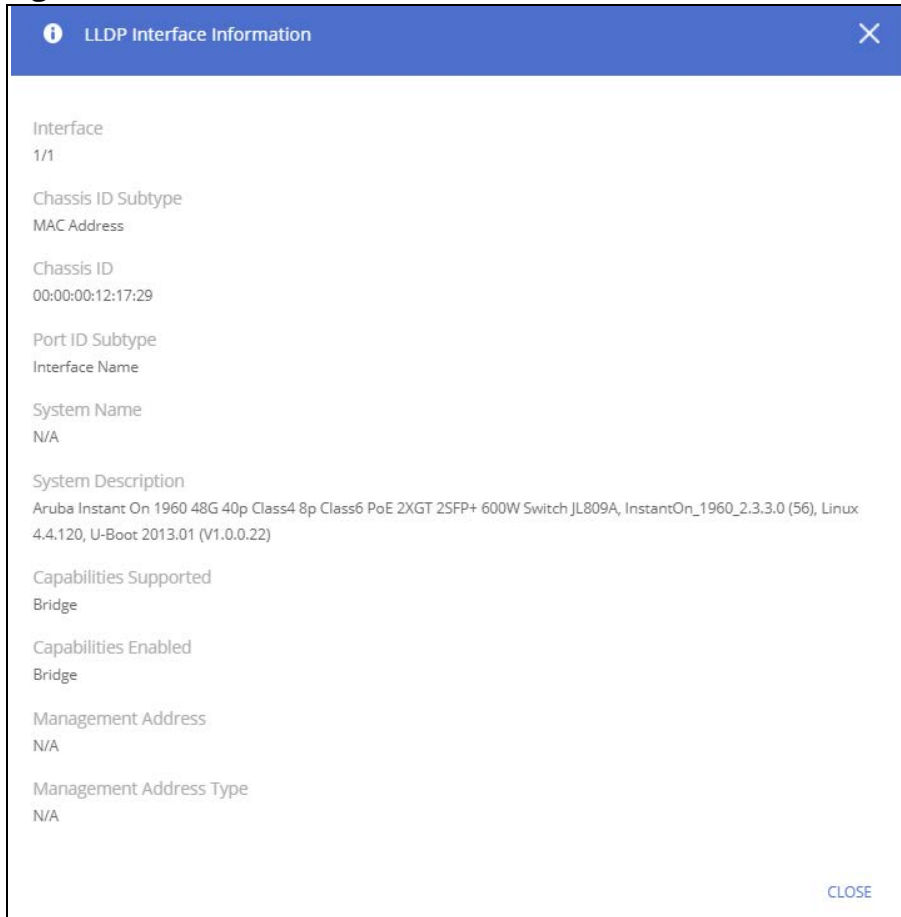 LLDP Interface Information
Interface
1/1
Chassis ID Subtype
MAC Address
Chassis ID
00:00:00:12:17:29
Port ID Subtype
Interface Name
System Name
N/A
System Description
Aruba Instant On 1960 48G 40p Class4 8p Class6 PoE 2XGT 2SFP+ 600W Switch JL809A, InstantOn_1960_2.3.3.0 (56), Linux
4.4.120, U-Boot 2013.01 (V1.0.0.22)
Capabilities Supported
Bridge
Capabilities Enabled
Bridge
Management Address
N/A
Management Address Type
N/A
CLOSE